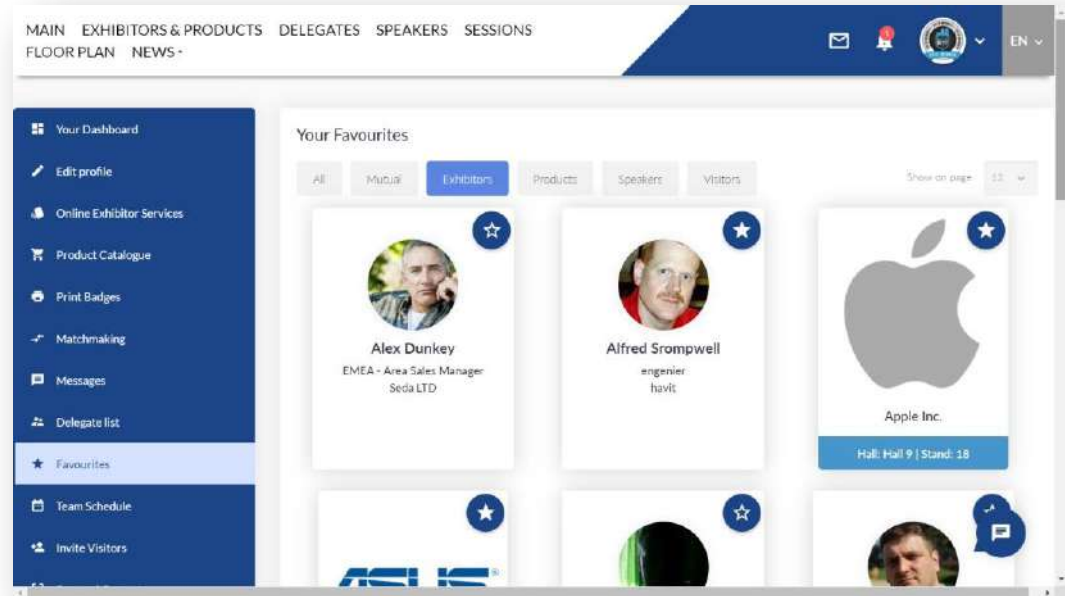 MAIN EXHIBITORS & PRODUCTS DELEGATES SPEAKERS SESSIONS
FLOOR PLAN NEWS
EN
Your Dashboard
Edit profile
Online Exhibitor Services
Product Catalogue
Print Badges
Matchmaking
Messages
Delegate list
Favourites
Team Schedule
Invite Visitors
Your Favourites
All Mutual Exhibitors Products Speakers Visitors Show on page 12
Alex Dunkey
EMEA - Area Sales Manager
Seda LTD
Alfred Srompwell
engenier
havit
Apple Inc.
Hall: Hall 9 | Stand: 18
ASUS